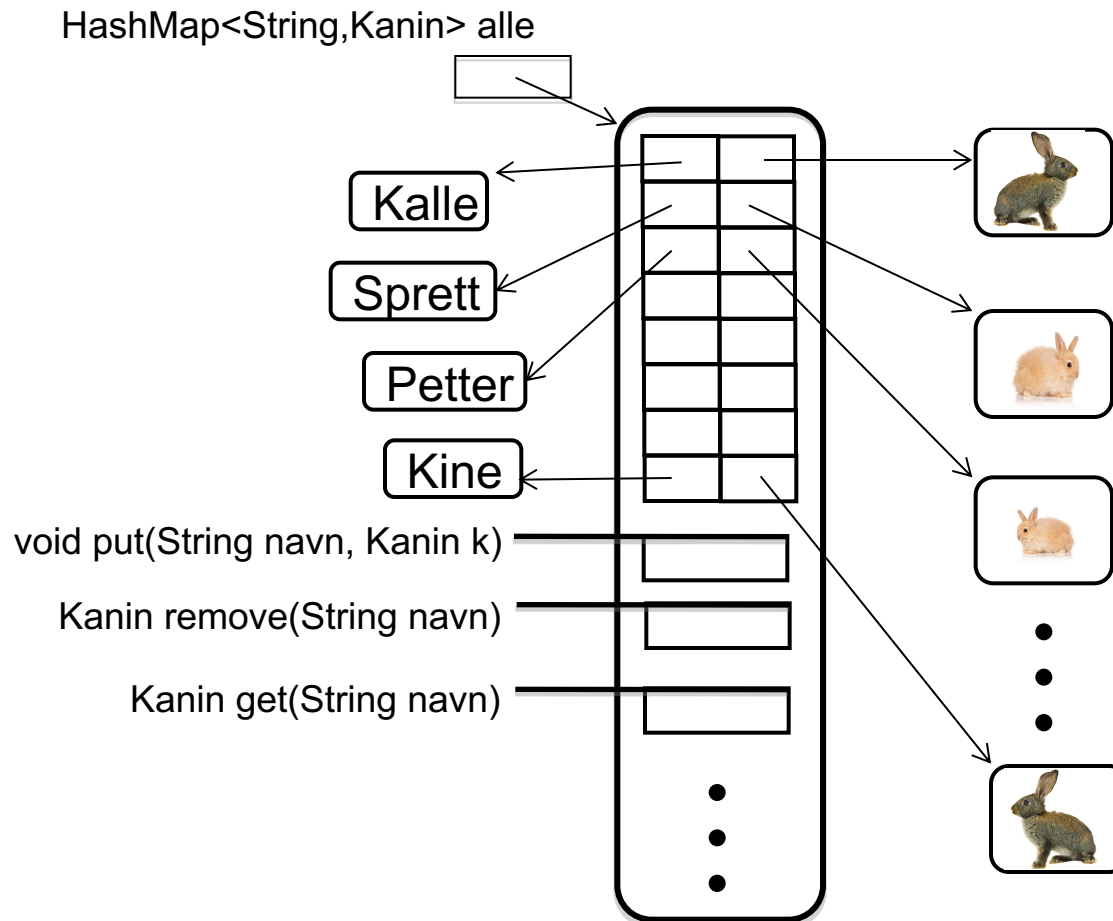 HashMap<String,Kanin> alle
Kalle
Sprett
Petter
Kine
void put(String navn, Kanin k)
Kanin remove(String navn)
Kanin get(String navn)